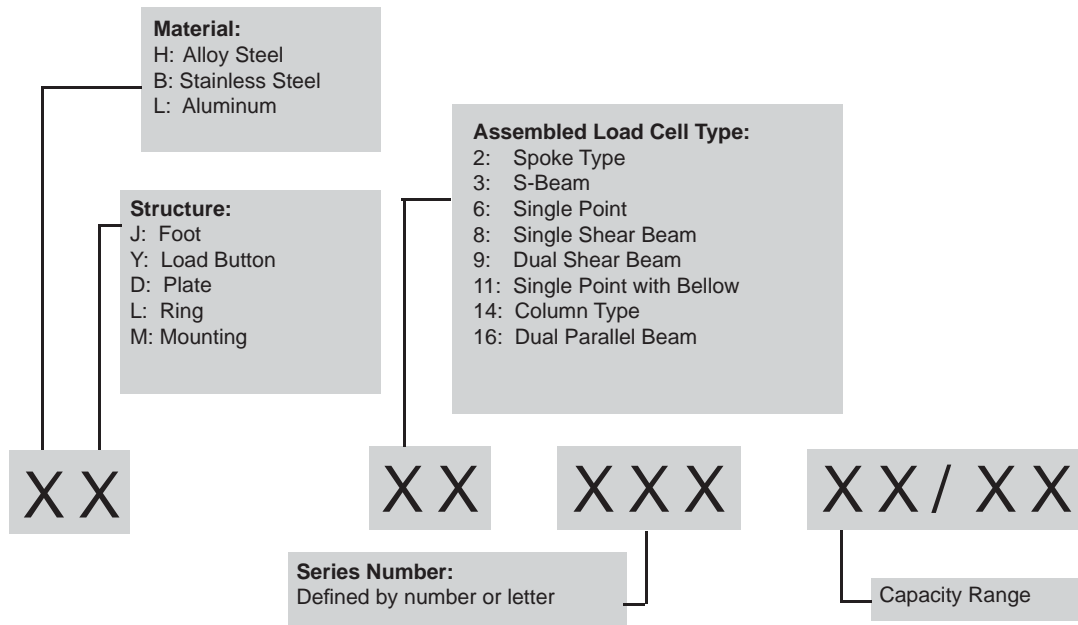 Material:
H: Alloy Steel
B: Stainless Steel
L: Aluminum
Structure:
J: Foot
Y: Load Button
D: Plate
L: Ring
M: Mounting
Assembled Load Cell Type:
2: Spoke Type
3: S-Beam
6: Single Point
8: Single Shear Beam
9: Dual Shear Beam
11: Single Point with Bellow
14: Column Type
16: Dual Parallel Beam
X X
X X
X X X
X X / X X
Series Number:
Defined by number or letter
Capacity Range